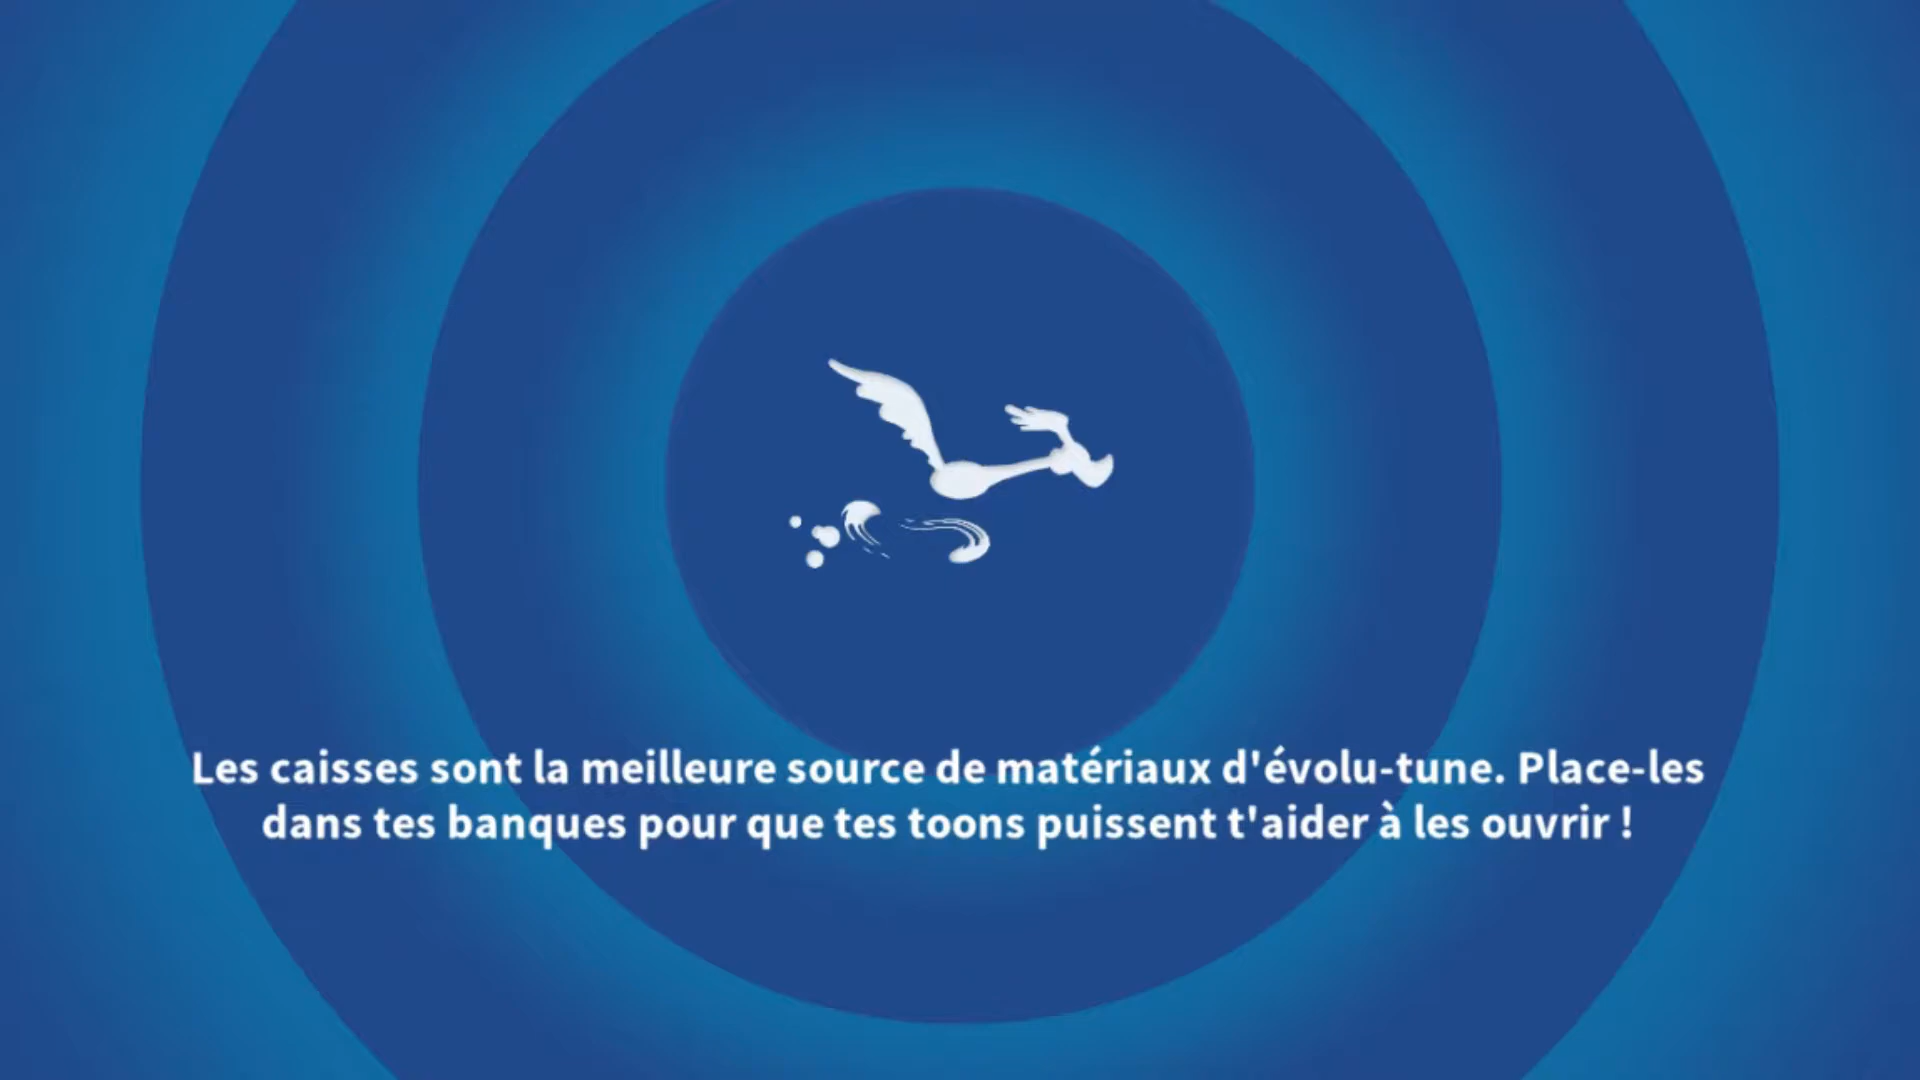 Les caisses sont la meilleure source de matériaux d'évolu-tune. Place-les
dans tes banques pour que tes toons puissent t'aider à les ouvrir !